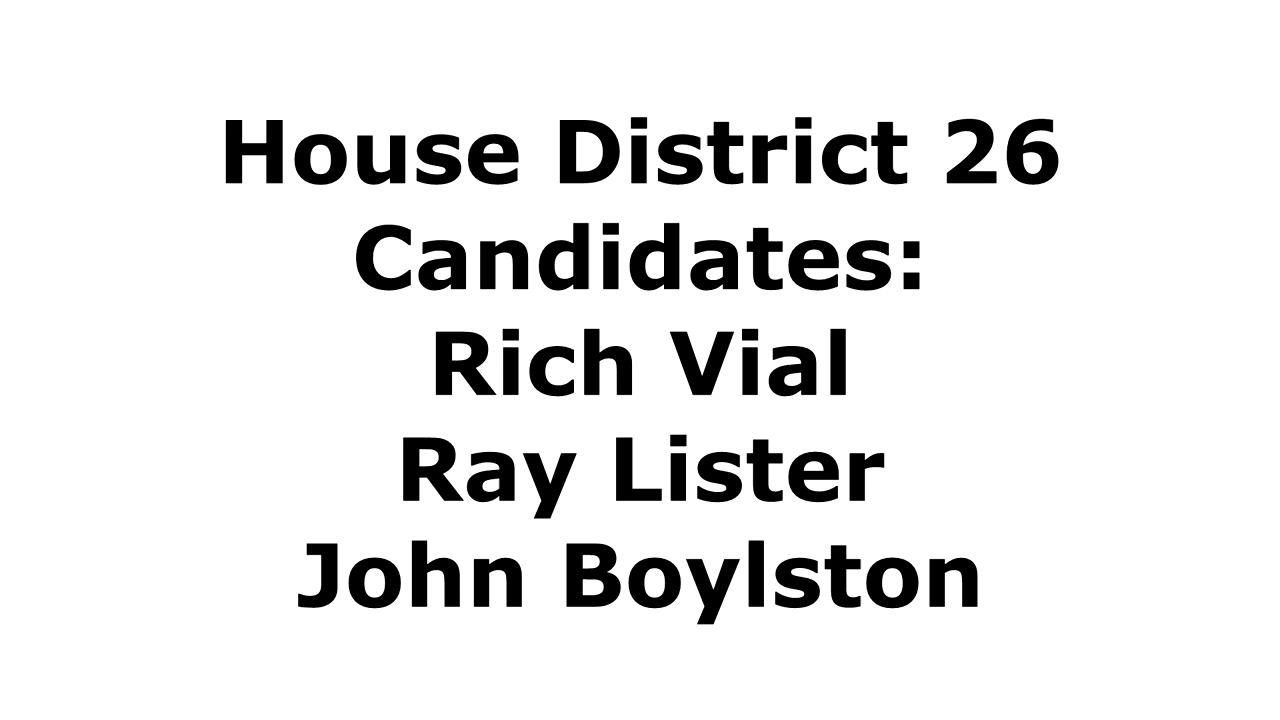 House District 26
Candidates:
Rich Vial
Ray Lister
John Boylston